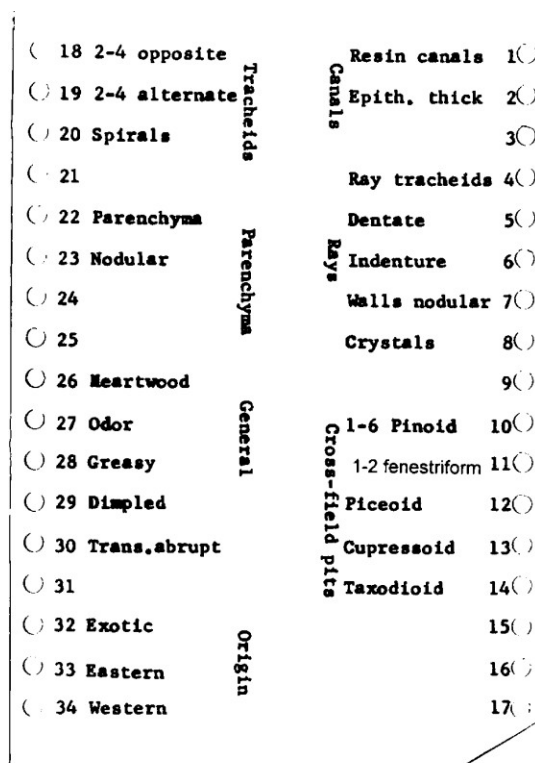 18 2-4 opposite
19 2-4 alternate
20 Spirals
21
Tracheids
22 Parenchyma
23 Nodular
24
25
Parenchyma
26 Heartwood
27 Odor
28 Greasy
29 Dimpled
30 Trans.abrupt
31
General
32 Exotic
33 Eastern
34 Western
Origin
Resin canals 1
Epith. thick 2
3
Canals
Ray tracheids 4
Dentate 5
Indenture 6
Walls nodular 7
Crystals 8
9
Rays
1-6 Pinoid 10
1-2 fenestriform 11
Piceoid 12
Cupressoid 13
Taxodioid 14
15
16
17
Cross-field pits